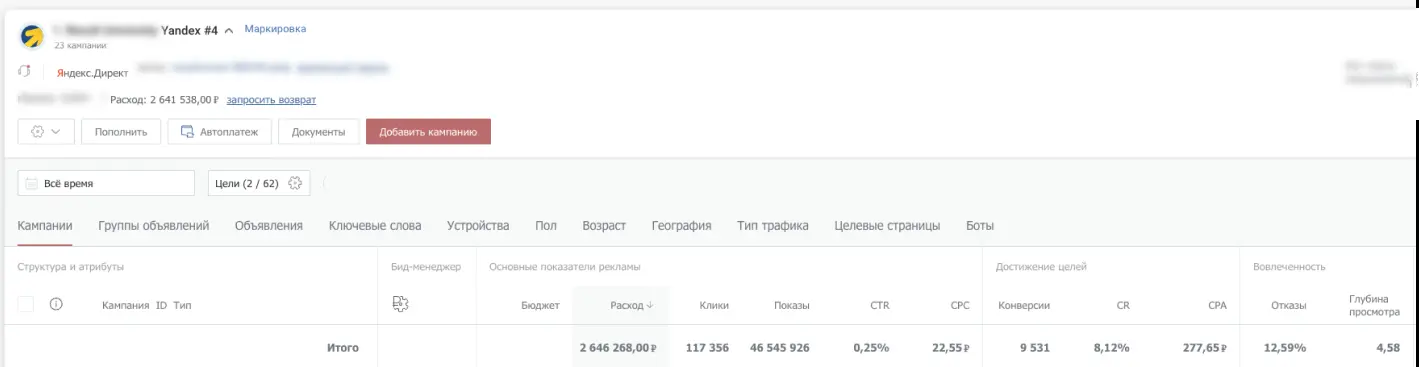 Yandex #4 Маркировка
23 кампании
Яндекс.Директ
Расход: 2 641 538,00 ₽ запросить возврат
Пополнить Автоплатеж Документы Добавить кампанию
Всё время Цели (2 / 62)
Кампании Группы объявлений Объявления Ключевые слова Устройства Пол Возраст География Тип трафика Целевые страницы Боты
Структура и атрибуты Бид-менеджер Основные показатели рекламы Достижение целей Вовлеченность
Кампания ID Тип Бюджет Расход ↓ Клики Показы CTR CPC Конверсии CR CPA Отказы Глубина
просмотра
Итого 2 646 268,00 ₽ 117 356 46 545 926 0,25% 22,55 ₽ 9 531 8,12% 277,65 ₽ 12,59% 4,58